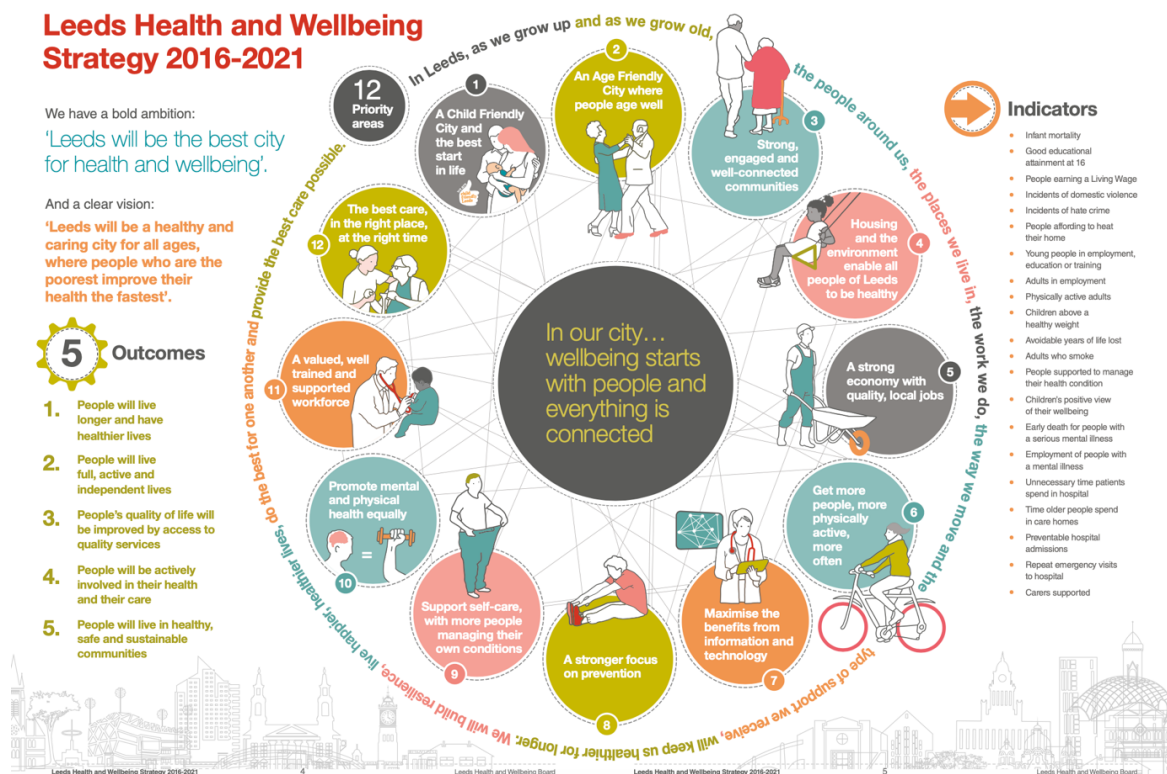 Leeds Health and Wellbeing
Strategy 2016-2021
We have a bold ambition:
‘Leeds will be the best city
for health and wellbeing’.
And a clear vision:
‘Leeds will be a healthy and
caring city for all ages,
where people who are the
poorest improve their
health the fastest’.
5 Outcomes
1. People will live
longer and have
healthier lives
2. People will live
full, active and
independent lives
3. People’s quality of life will
be improved by access to
quality services
4. People will be actively
involved in their health
and their care
5. People will live in healthy,
safe and sustainable
communities
12
Priority
areas
In Leeds, as we grow up and as we grow old, the people around us, the places we live in, the work we do, the way we move and the type of support we receive, will keep us healthier for longer. We will build resilience, live happier, healthier lives, do the best for one another and provide the best care possible.
1
A Child Friendly
City and
the best
start
in life
2
An Age Friendly
City where
people age well
3
Strong,
engaged and
well-connected
communities
4
Housing
and the
environment
enable all
people of Leeds
to be healthy
5
A strong
economy with
quality, local jobs
6
Get more
people, more
physically
active,
more
often
7
Maximise the
benefits from
information and
technology
8
A stronger focus
on prevention
9
Support self-care,
with more people
managing their
own conditions
10
Promote mental
and physical
health equally
=
11
A valued, well
trained and
supported
workforce
12
The best care,
in the right place,
at the right time
In our city…
wellbeing starts
with people and
everything is
connected
Indicators
Infant mortality
Good educational
attainment at 16
People earning a Living Wage
Incidents of domestic violence
Incidents of hate crime
People affording to heat
their home
Young people in employment,
education or training
Adults in employment
Physically active adults
Children above a
healthy weight
Avoidable years of life lost
Adults who smoke
People supported to manage
their health condition
Children’s positive view
of their wellbeing
Early death for people with
a serious mental illness
Employment of people with
a mental illness
Unnecessary time patients
spend in hospital
Time older people spend
in care homes
Preventable hospital
admissions
Repeat emergency visits
to hospital
Carers supported
Leeds Health and Wellbeing Strategy 2016-2021
4
Leeds Health and Wellbeing Board
Leeds Health and Wellbeing Strategy 2016-2021
5
Leeds Health and Wellbeing Board